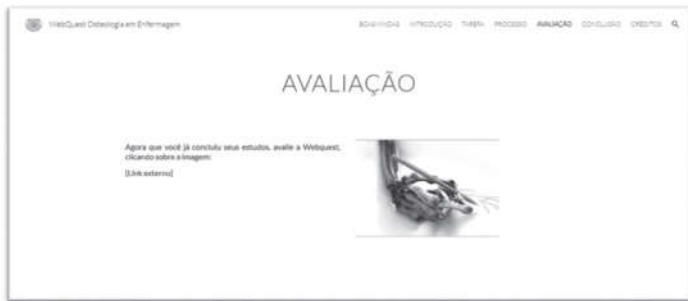 WebQuest Osteologia em Enfermagem
BOAS-VINDAS INTRODUÇÃO TAREFA PROCESSO AVALIAÇÃO CONCLUSÃO CRÉDITOS
AVALIAÇÃO
Agora que você já concluiu seus estudos, avalie a Webquest,
clicando sobre a imagem:
[Link externo]